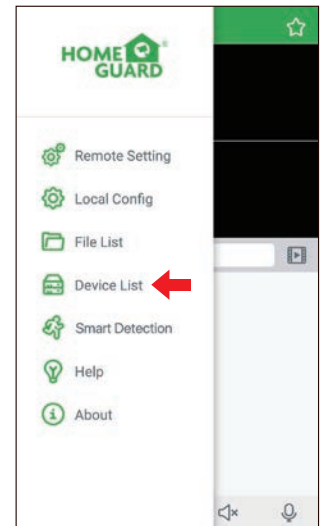 HOME
GUARD
Remote Setting
Local Config
File List
Device List
Smart Detection
Help
About